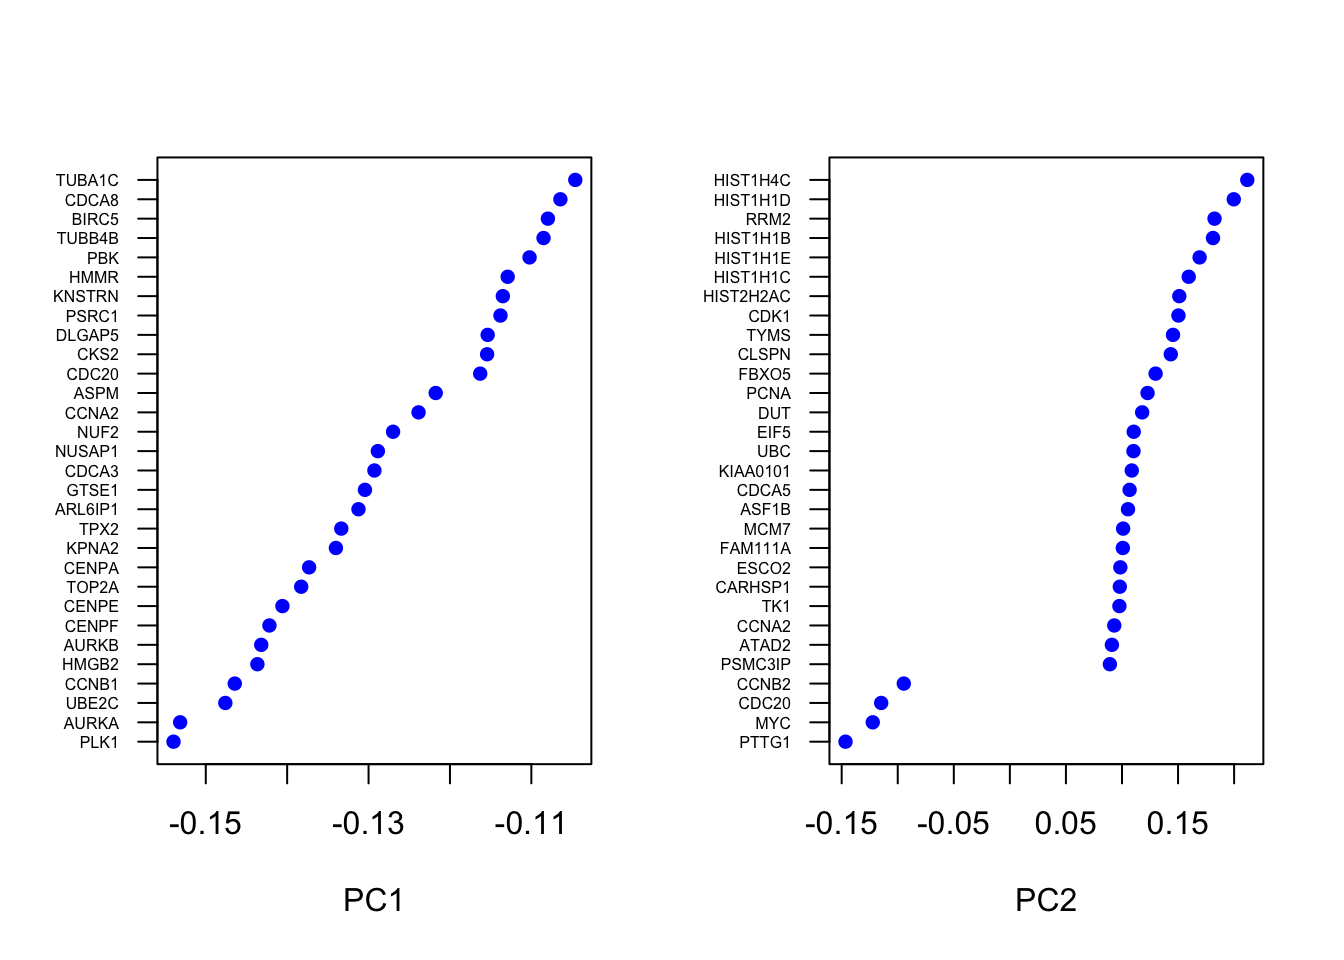 TUBA1C
CDCA8
BIRC5
TUBB4B
PBK
HMMR
KNSTRN
PSRC1
DLGAP5
CKS2
CDC20
ASPM
CCNA2
NUF2
NUSAP1
CDCA3
GTSE1
ARL6IP1
TPX2
KPNA2
CENPA
TOP2A
CENPE
CENPF
AURKB
HMGB2
CCNB1
UBE2C
AURKA
PLK1
-0.15 -0.13 -0.11
PC1
HIST1H4C
HIST1H1D
RRM2
HIST1H1B
HIST1H1E
HIST1H1C
HIST2H2AC
CDK1
TYMS
CLSPN
FBXO5
PCNA
DUT
EIF5
UBC
KIAA0101
CDCA5
ASF1B
MCM7
FAM111A
ESCO2
CARHSP1
TK1
CCNA2
ATAD2
PSMC3IP
CCNB2
CDC20
MYC
PTTG1
-0.15 -0.05 0.05 0.15
PC2